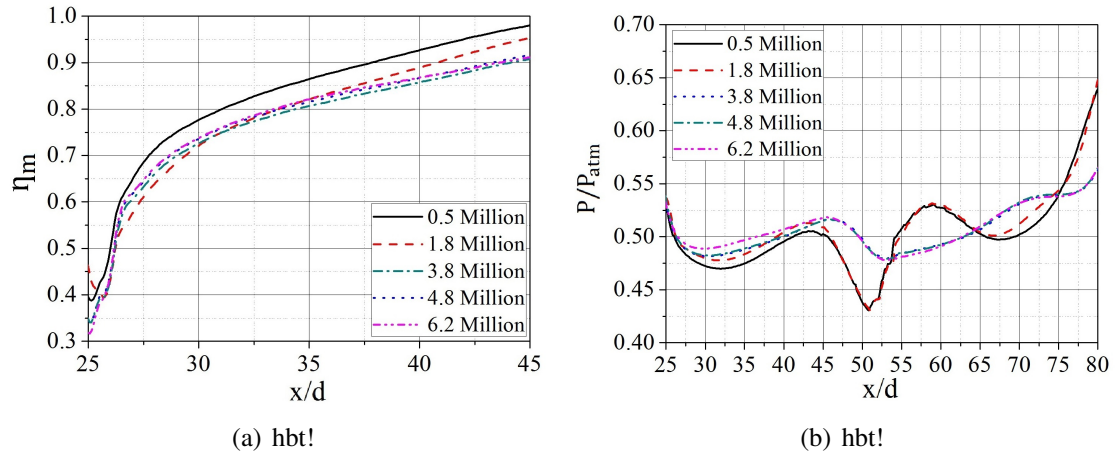 1.0
0.9
0.8
0.7
0.6
0.5
0.4
0.3
ηm
25 30 35 40 45
x/d
0.5 Million
1.8 Million
3.8 Million
4.8 Million
6.2 Million
(a) hbt!
0.70
0.65
0.60
0.55
0.50
0.45
0.40
P/Patm
0.5 Million
1.8 Million
3.8 Million
4.8 Million
6.2 Million
25 30 35 40 45 50 55 60 65 70 75 80
x/d
(b) hbt!